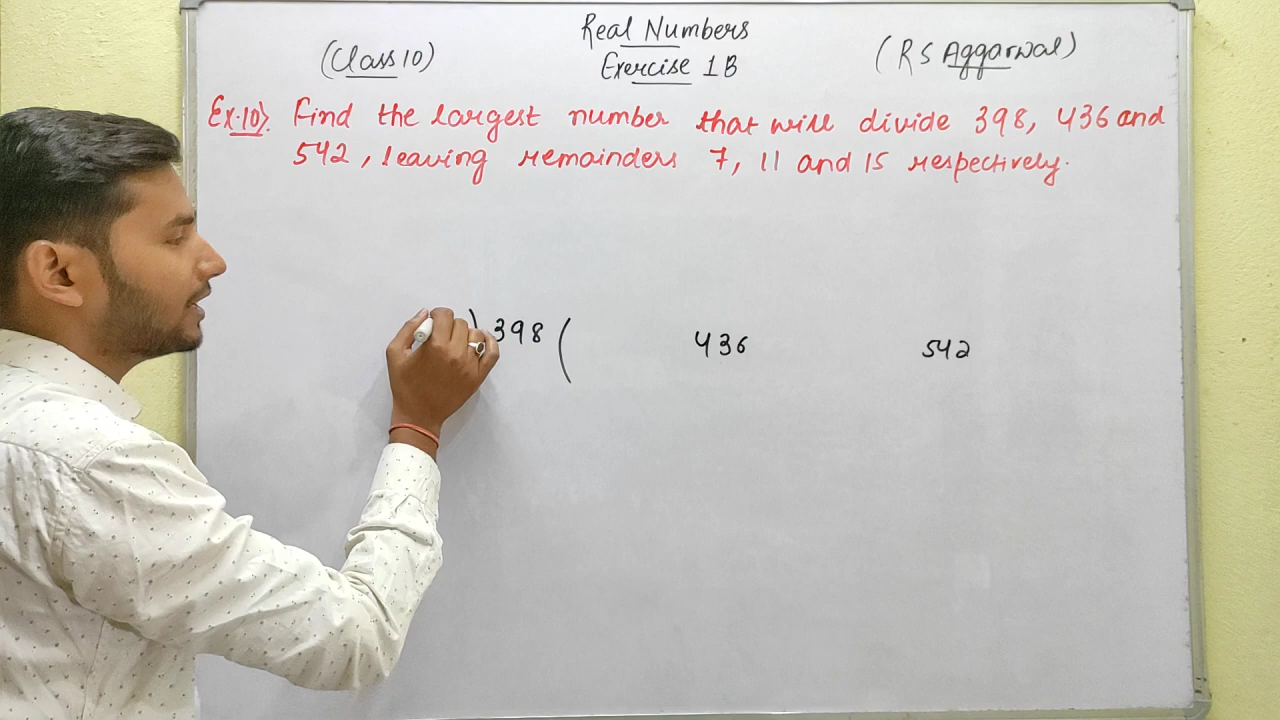 Real Numbers
(Class 10)
Exercise 1B
(RS Aggarwal)
Ex.10). Find the largest number that will divide 398, 436 and
542, leaving remainders 7, 11 and 15 respectively.
)398( 436 542